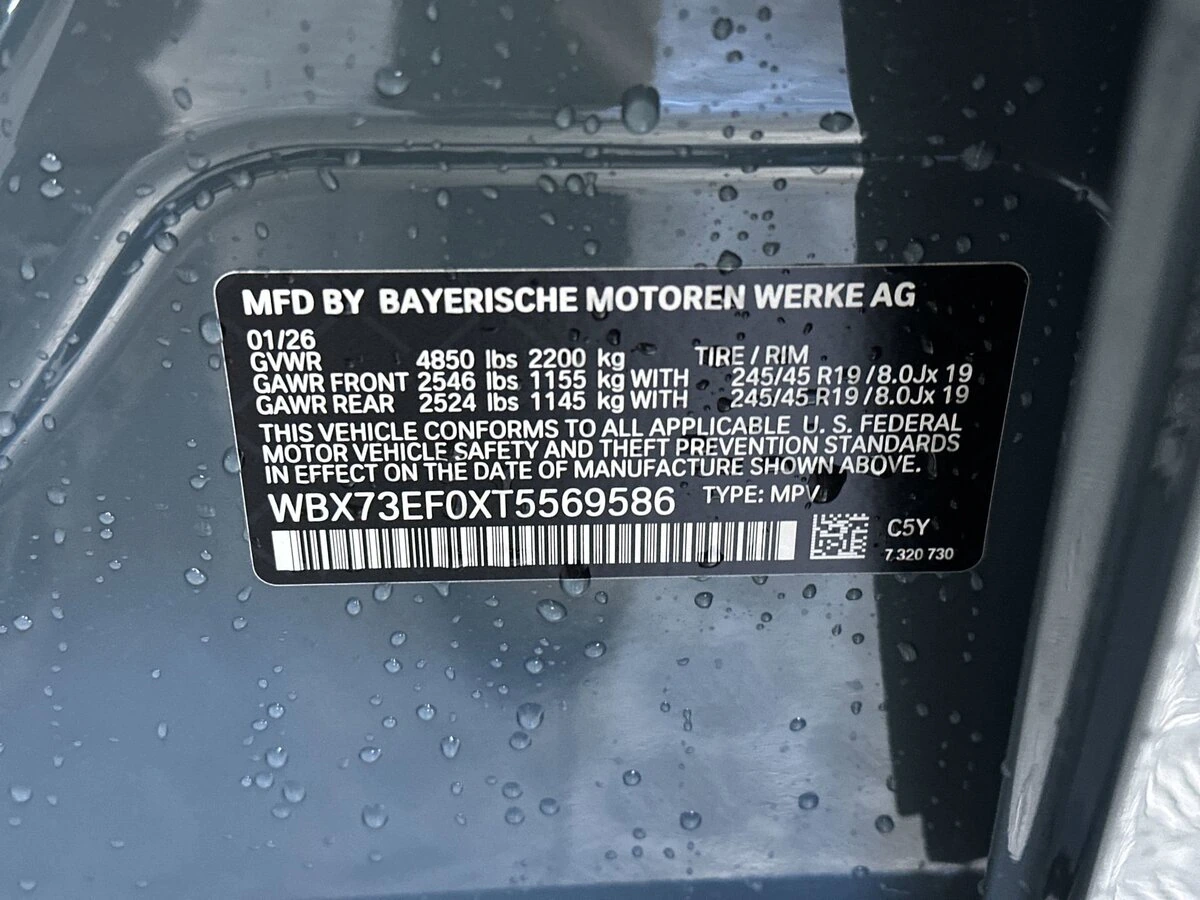 MFD BY BAYERISCHE MOTOREN WERKE AG
01/26
GVWR 4850 lbs 2200 kg TIRE / RIM
GAWR FRONT 2546 lbs 1155 kg WITH 245/45 R19 / 8.0Jx 19
GAWR REAR 2524 lbs 1145 kg WITH 245/45 R19 / 8.0Jx 19
THIS VEHICLE CONFORMS TO ALL APPLICABLE U. S. FEDERAL
MOTOR VEHICLE SAFETY AND THEFT PREVENTION STANDARDS
IN EFFECT ON THE DATE OF MANUFACTURE SHOWN ABOVE.
WBX73EF0XT5569586 TYPE: MPV
C5Y
7 320 730